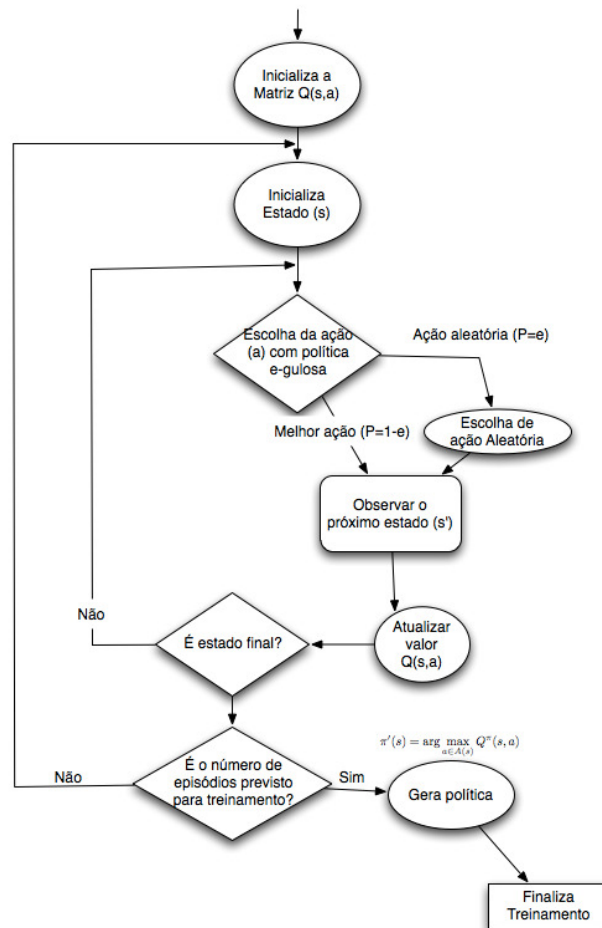 Inicializa a
Matriz Q(s,a)
Inicializa
Estado (s)
Escolha da ação
(a) com política
e-gulosa
Ação aleatória (P=e)
Melhor ação (P=1-e)
Escolha de
ação Aleatória
Observar o
próximo estado (s')
Não
É estado final?
Atualizar
valor
Q(s,a)
π′(s) = arg max Q^π(s, a)
a∈A(s)
É o número de
episódios previsto
para treinamento?
Não
Sim
Gera política
Finaliza
Treinamento